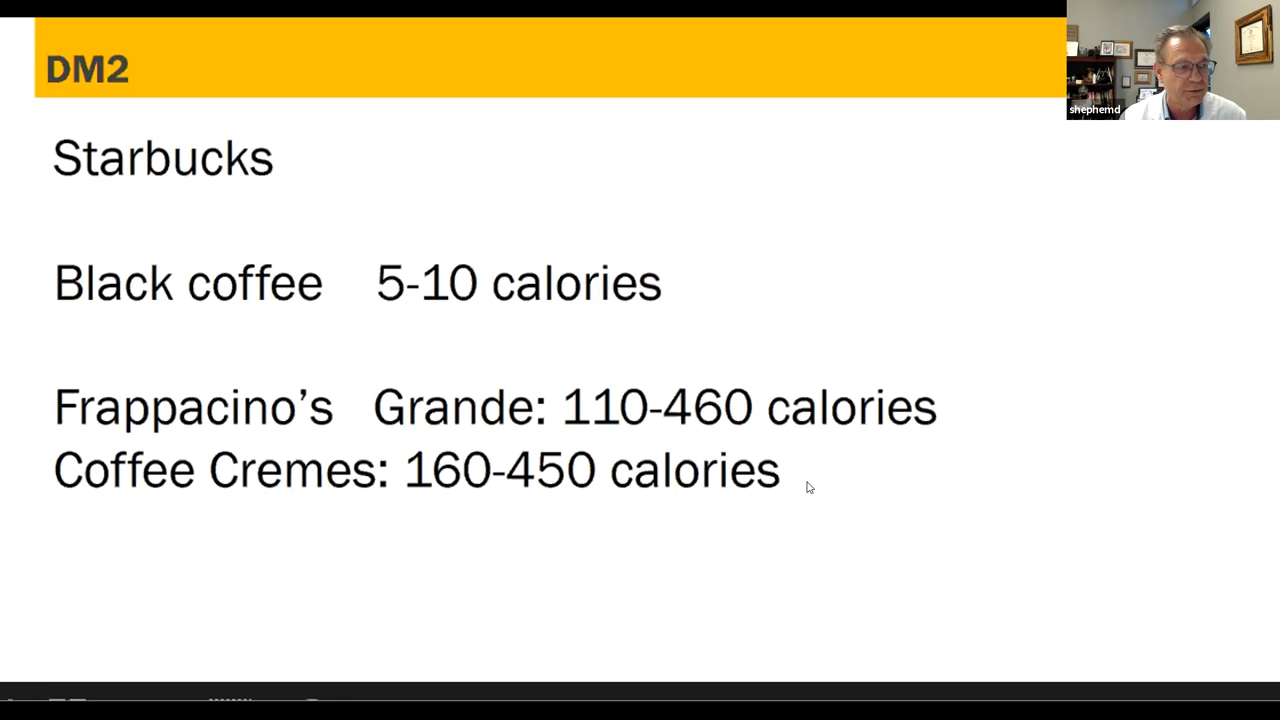 DM2
shephemd
Starbucks
Black coffee 5-10 calories
Frappacino’s Grande: 110-460 calories
Coffee Cremes: 160-450 calories